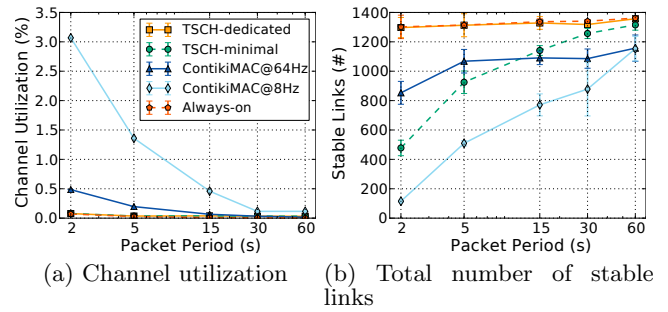 3.5
3.0
2.5
2.0
1.5
1.0
0.5
0.0
Channel Utilization (%)
TSCH-dedicated
TSCH-minimal
ContikiMAC@64Hz
ContikiMAC@8Hz
Always-on
2 5 15 30 60
Packet Period (s)
(a) Channel utilization
1400
1200
1000
800
600
400
200
0
Stable Links (#)
2 5 15 30 60
Packet Period (s)
(b) Total number of stable
links